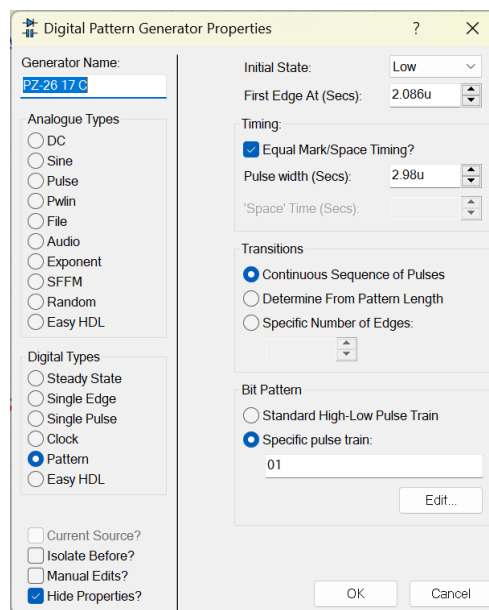 Digital Pattern Generator Properties ? X
Generator Name:
PZ-26 17 C
Analogue Types
DC
Sine
Pulse
Pwlin
File
Audio
Exponent
SFFM
Random
Easy HDL
Digital Types
Steady State
Single Edge
Single Pulse
Clock
Pattern
Easy HDL
Current Source?
Isolate Before?
Manual Edits?
Hide Properties?
Initial State: Low
First Edge At (Secs): 2.086u
Timing:
Equal Mark/Space Timing?
Pulse width (Secs): 2.98u
'Space' Time (Secs):
Transitions
Continuous Sequence of Pulses
Determine From Pattern Length
Specific Number of Edges:
Bit Pattern
Standard High-Low Pulse Train
Specific pulse train:
01
Edit...
OK Cancel